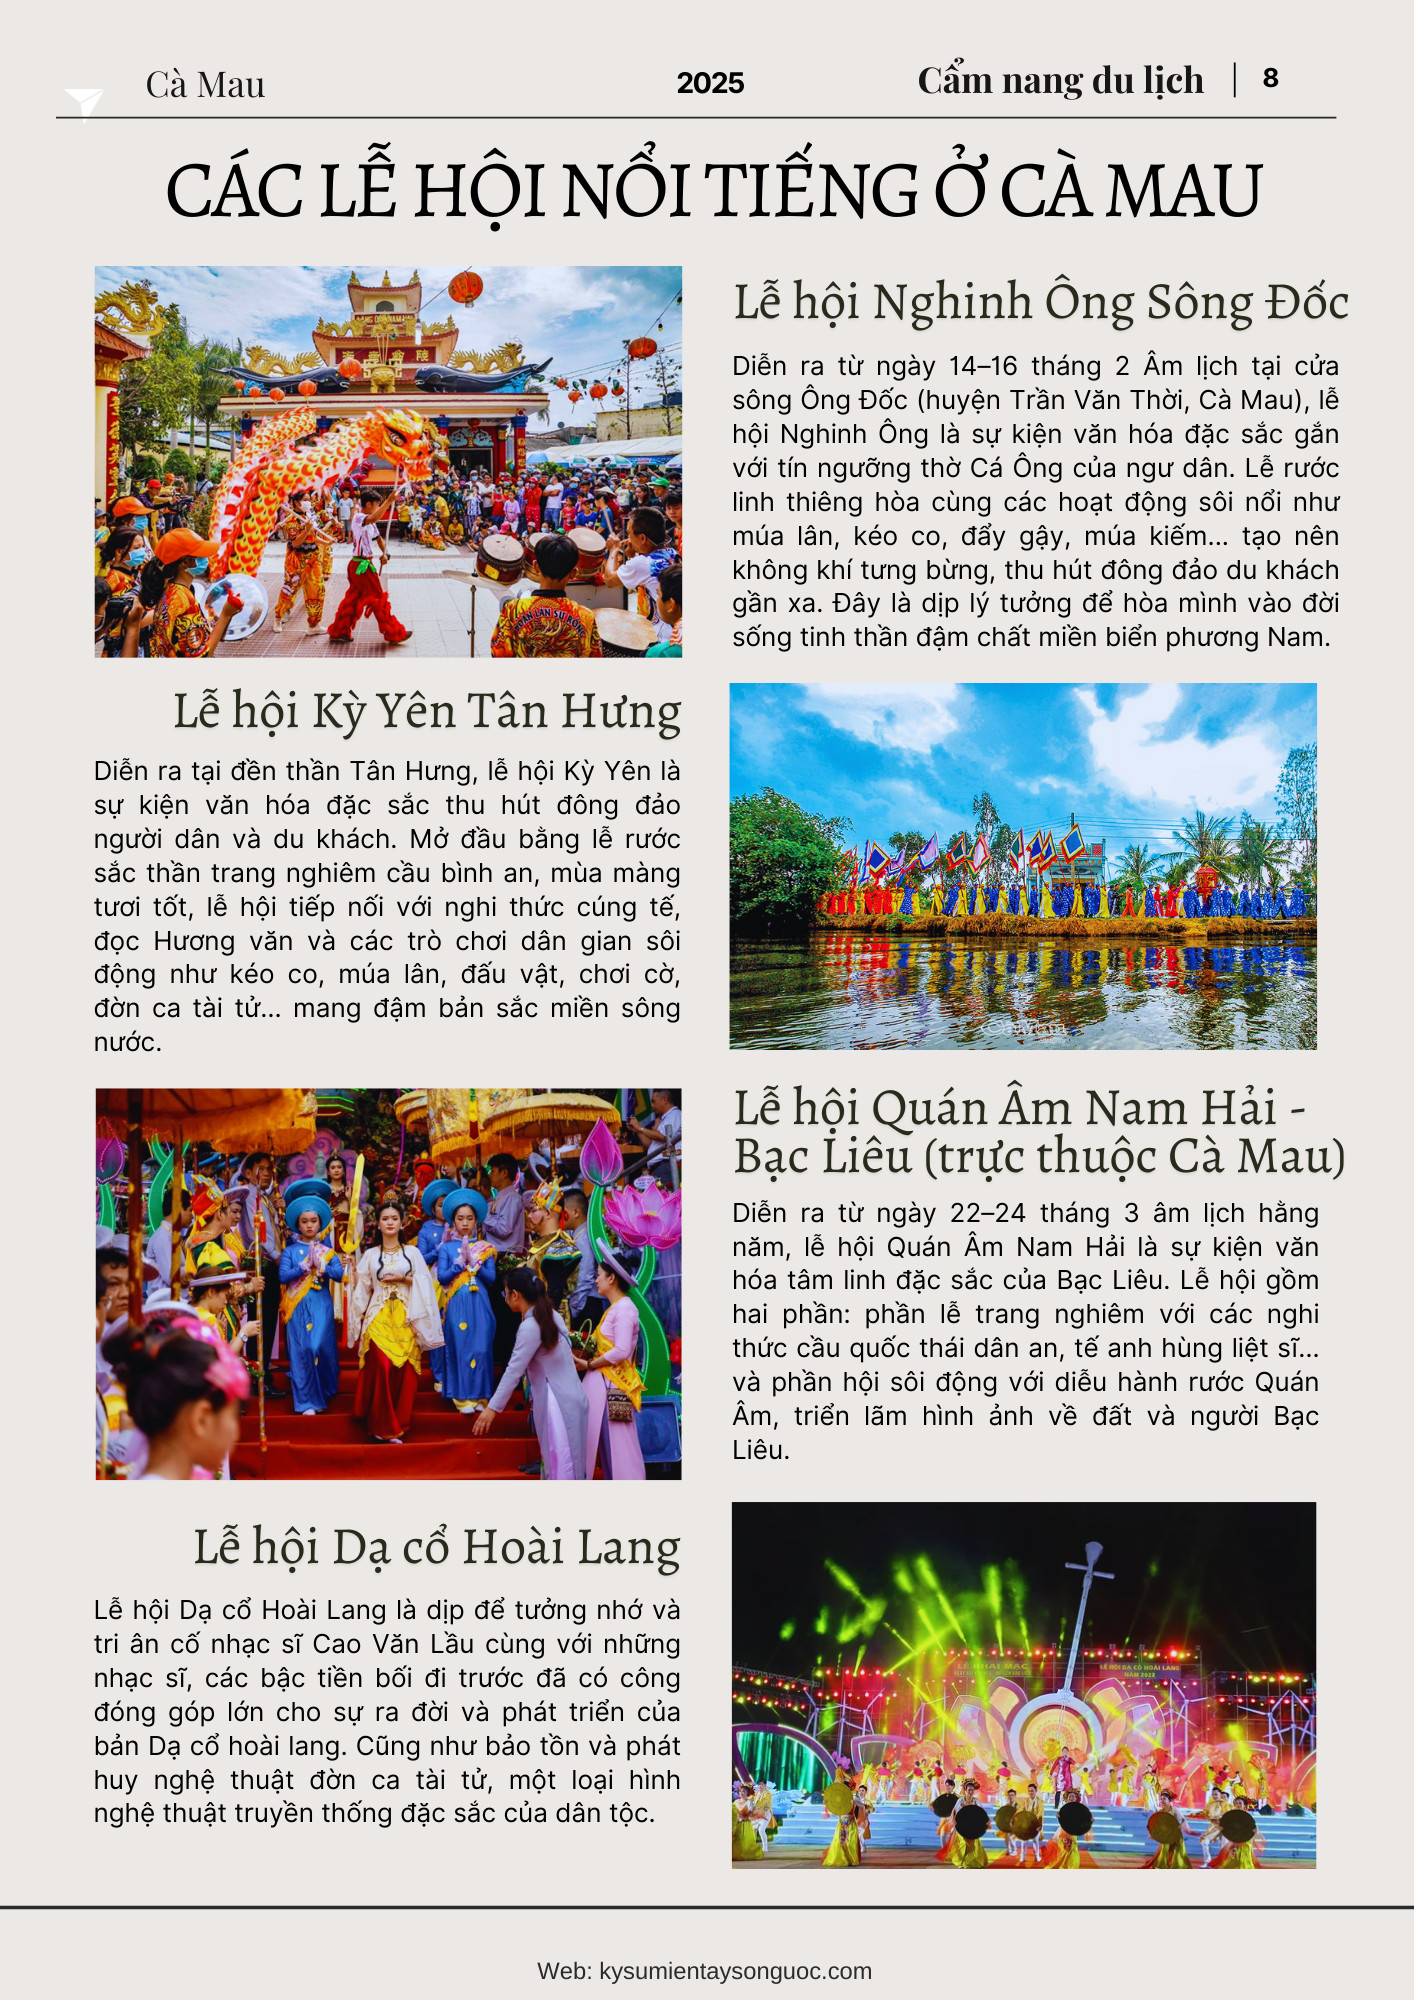 Cà Mau
2025
Cẩm nang du lịch
8
CÁC LỄ HỘI NỔI TIẾNG Ở CÀ MAU
Lễ hội Nghinh Ông Sông Đốc
Diễn ra từ ngày 14–16 tháng 2 Âm lịch tại cửa
sông Ông Đốc (huyện Trần Văn Thời, Cà Mau), lễ
hội Nghinh Ông là sự kiện văn hóa đặc sắc gắn
với tín ngưỡng thờ Cá Ông của ngư dân. Lễ rước
linh thiêng hòa cùng các hoạt động sôi nổi như
múa lân, kéo co, đẩy gậy, múa kiếm... tạo nên
không khí tưng bừng, thu hút đông đảo du khách
gần xa. Đây là dịp lý tưởng để hòa mình vào đời
sống tinh thần đậm chất miền biển phương Nam.
Lễ hội Kỳ Yên Tân Hưng
Diễn ra tại đền thần Tân Hưng, lễ hội Kỳ Yên là
sự kiện văn hóa đặc sắc thu hút đông đảo
người dân và du khách. Mở đầu bằng lễ rước
sắc thần trang nghiêm cầu bình an, mùa màng
tươi tốt, lễ hội tiếp nối với nghi thức cúng tế,
đọc Hương văn và các trò chơi dân gian sôi
động như kéo co, múa lân, đấu vật, chơi cờ,
đờn ca tài tử... mang đậm bản sắc miền sông
nước.
Lễ hội Quán Âm Nam Hải -
Bạc Liêu (trực thuộc Cà Mau)
Diễn ra từ ngày 22–24 tháng 3 âm lịch hằng
năm, lễ hội Quán Âm Nam Hải là sự kiện văn
hóa tâm linh đặc sắc của Bạc Liêu. Lễ hội gồm
hai phần: phần lễ trang nghiêm với các nghi
thức cầu quốc thái dân an, tế anh hùng liệt sĩ...
và phần hội sôi động với diễu hành rước Quán
Âm, triển lãm hình ảnh về đất và người Bạc
Liêu.
Lễ hội Dạ cổ Hoài Lang
Lễ hội Dạ cổ Hoài Lang là dịp để tưởng nhớ và
tri ân cố nhạc sĩ Cao Văn Lầu cùng với những
nhạc sĩ, các bậc tiền bối đi trước đã có công
đóng góp lớn cho sự ra đời và phát triển của
bản Dạ cổ hoài lang. Cũng như bảo tồn và phát
huy nghệ thuật đờn ca tài tử, một loại hình
nghệ thuật truyền thống đặc sắc của dân tộc.
LỄ KHAI MẠC
LỄ HỘI DẠ CỔ HOÀI LANG
NĂM 2022
Web: kysumientaysonguoc.com